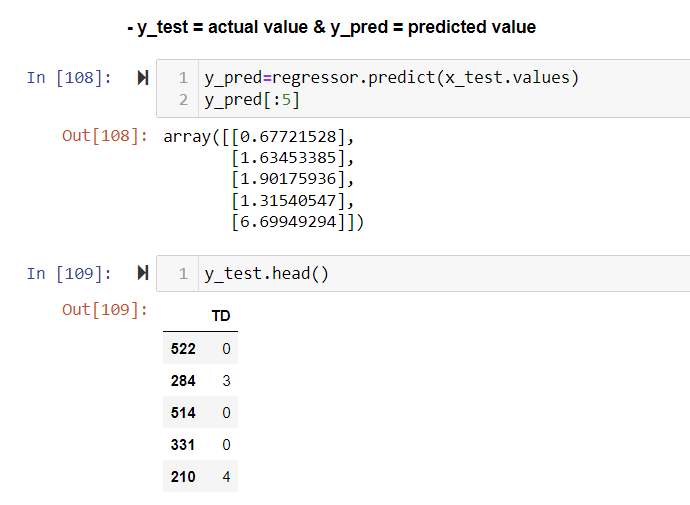 - y_test = actual value & y_pred = predicted value
In [108]: 1 y_pred=regressor.predict(x_test.values)
2 y_pred[:5]
Out[108]: array([[0.67721528],
[1.63453385],
[1.90175936],
[1.31540547],
[6.69949294]])
In [109]: 1 y_test.head()
Out[109]:
TD
522 0
284 3
514 0
331 0
210 4